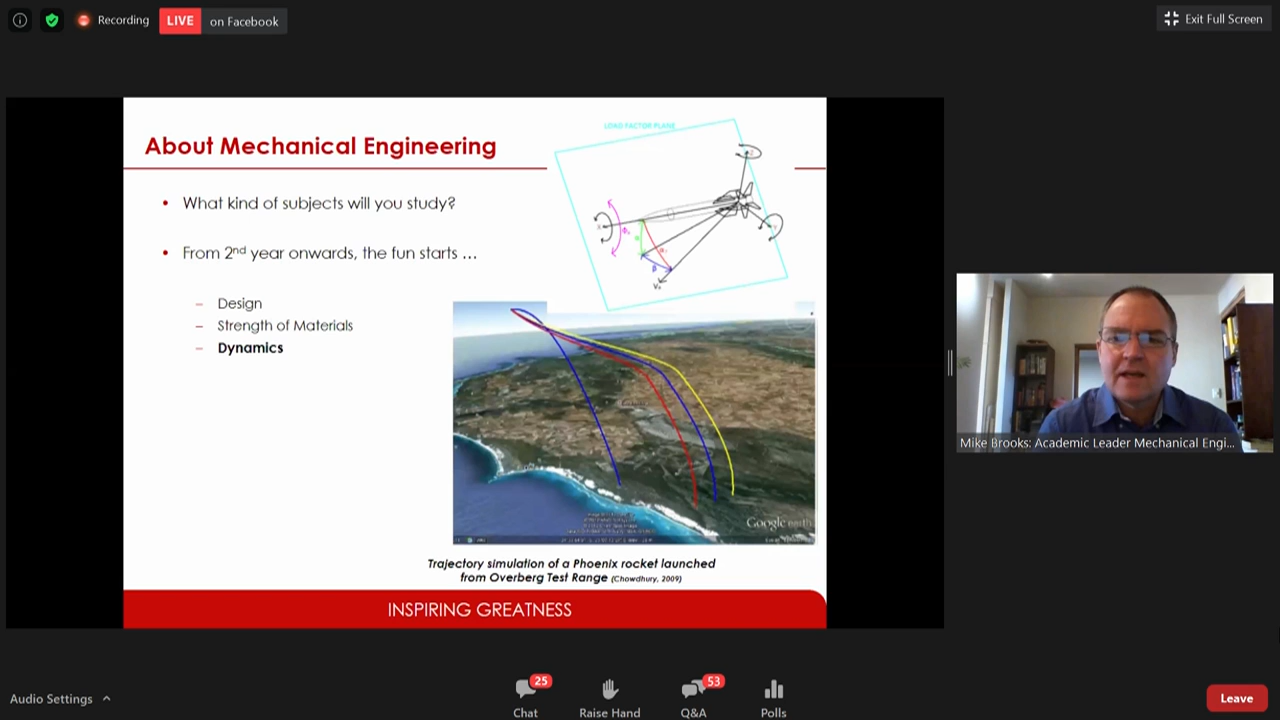 Recording
LIVE on Facebook
Exit Full Screen
About Mechanical Engineering
LOAD FACTOR PLANE
• What kind of subjects will you study?
• From 2nd year onwards, the fun starts …
– Design
– Strength of Materials
– Dynamics
Google earth
Trajectory simulation of a Phoenix rocket launched
from Overberg Test Range (Chowdhury, 2009)
INSPIRING GREATNESS
Mike Brooks: Academic Leader Mechanical Engi...
Audio Settings
25
53
Chat
Raise Hand
Q&A
Polls
Leave